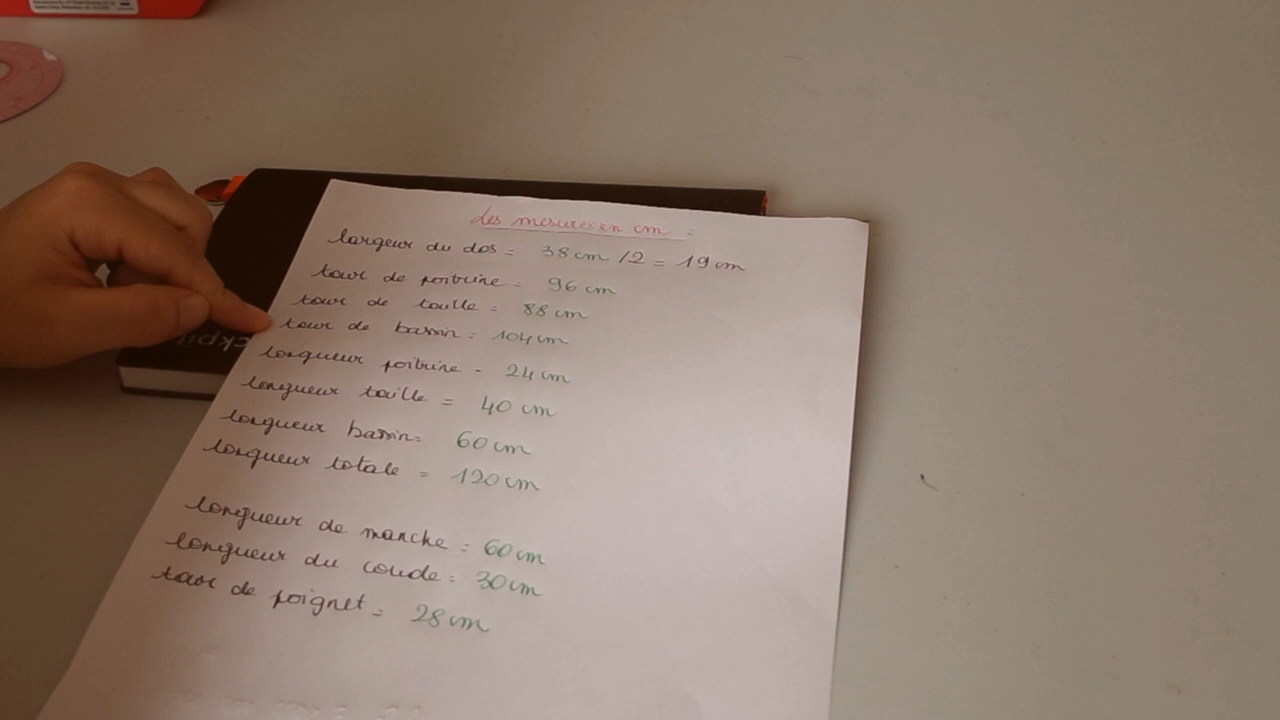 des mesures en cm :
largeur du dos = 38 cm /2 = 19 cm
tour de poitrine = 96 cm
tour de taille = 88 cm
tour de bassin = 104 cm
longueur poitrine = 24 cm
longueur taille = 40 cm
longueur bassin = 60 cm
longueur totale = 120 cm
longueur de manche = 60 cm
longueur du coude = 30 cm
tour de poignet = 28 cm